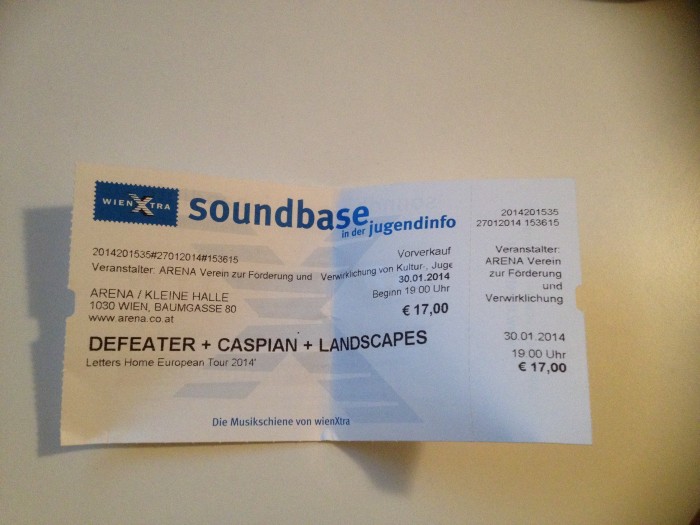 WIEN XTRA
soundbase
in der jugendinfo
2014201535#27012014#153615
Vorverkauf
Veranstalter: ARENA Verein zur Förderung und Verwirklichung von Kultur-, Juge
30.01.2014
Beginn 19:00 Uhr
ARENA / KLEINE HALLE
1030 WIEN, BAUMGASSE 80
www.arena.co.at
€ 17,00
DEFEATER + CASPIAN + LANDSCAPES
Letters Home European Tour 2014'
Die Musikschiene von wienXtra
2014201535
27012014 153615
Veranstalter:
ARENA Verein
zur Förderung
und
Verwirklichung
30.01.2014
19:00 Uhr
€ 17,00